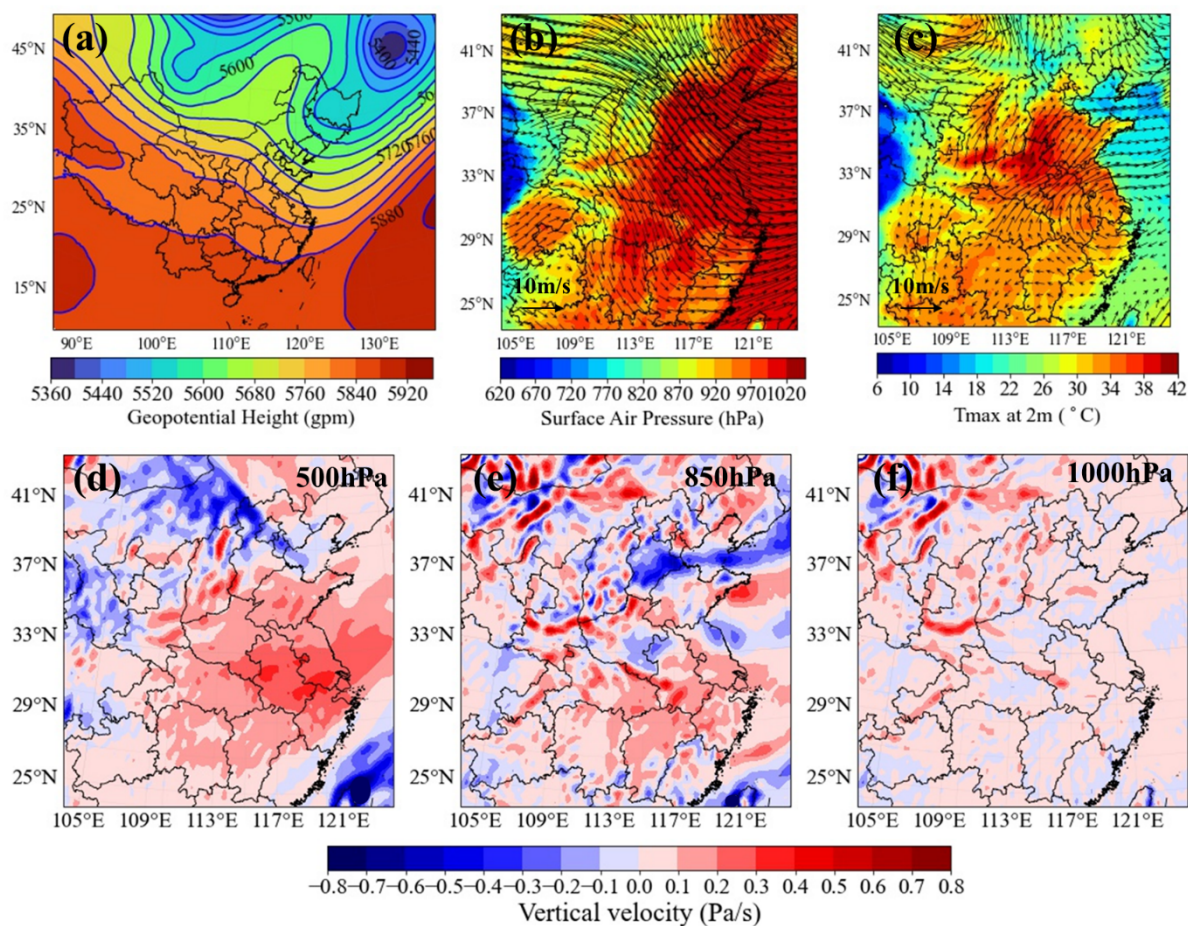 (a)
5500
5440
5400
5600
5720
5760
5880
45°N
35°N
25°N
15°N
90°E 100°E 110°E 120°E 130°E
5360 5520 5680 5840
5440 5600 5760 5920
Geopotential Height (gpm)
(b)
41°N
37°N
33°N
29°N
25°N
10m/s
105°E 109°E 113°E 117°E 121°E
620 670 720 770 820 870 920 970 1020
Surface Air Pressure (hPa)
(c)
41°N
37°N
33°N
29°N
25°N
10m/s
105°E 109°E 113°E 117°E 121°E
6 10 14 18 22 26 30 34 38 42
Tmax at 2m (°C)
(d) 500hPa
41°N
37°N
33°N
29°N
25°N
105°E 109°E 113°E 117°E 121°E
(e) 850hPa
41°N
37°N
33°N
29°N
25°N
105°E 109°E 113°E 117°E 121°E
(f) 1000hPa
41°N
37°N
33°N
29°N
25°N
105°E 109°E 113°E 117°E 121°E
−0.8 −0.7 −0.6 −0.5 −0.4 −0.3 −0.2 −0.1 0.0 0.1 0.2 0.3 0.4 0.5 0.6 0.7 0.8
Vertical velocity (Pa/s)